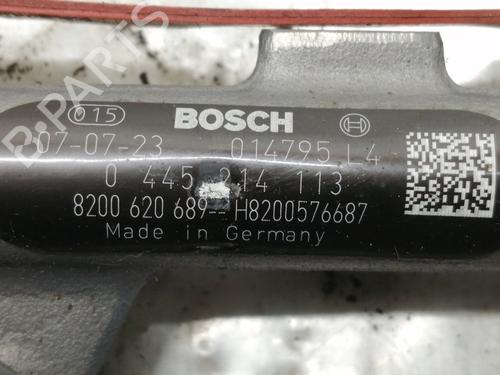 015 BOSCH
07-07-23 014795 L4
0 445 214 113
8200 620 689-- H8200576687
Made in Germany
B-PARTS